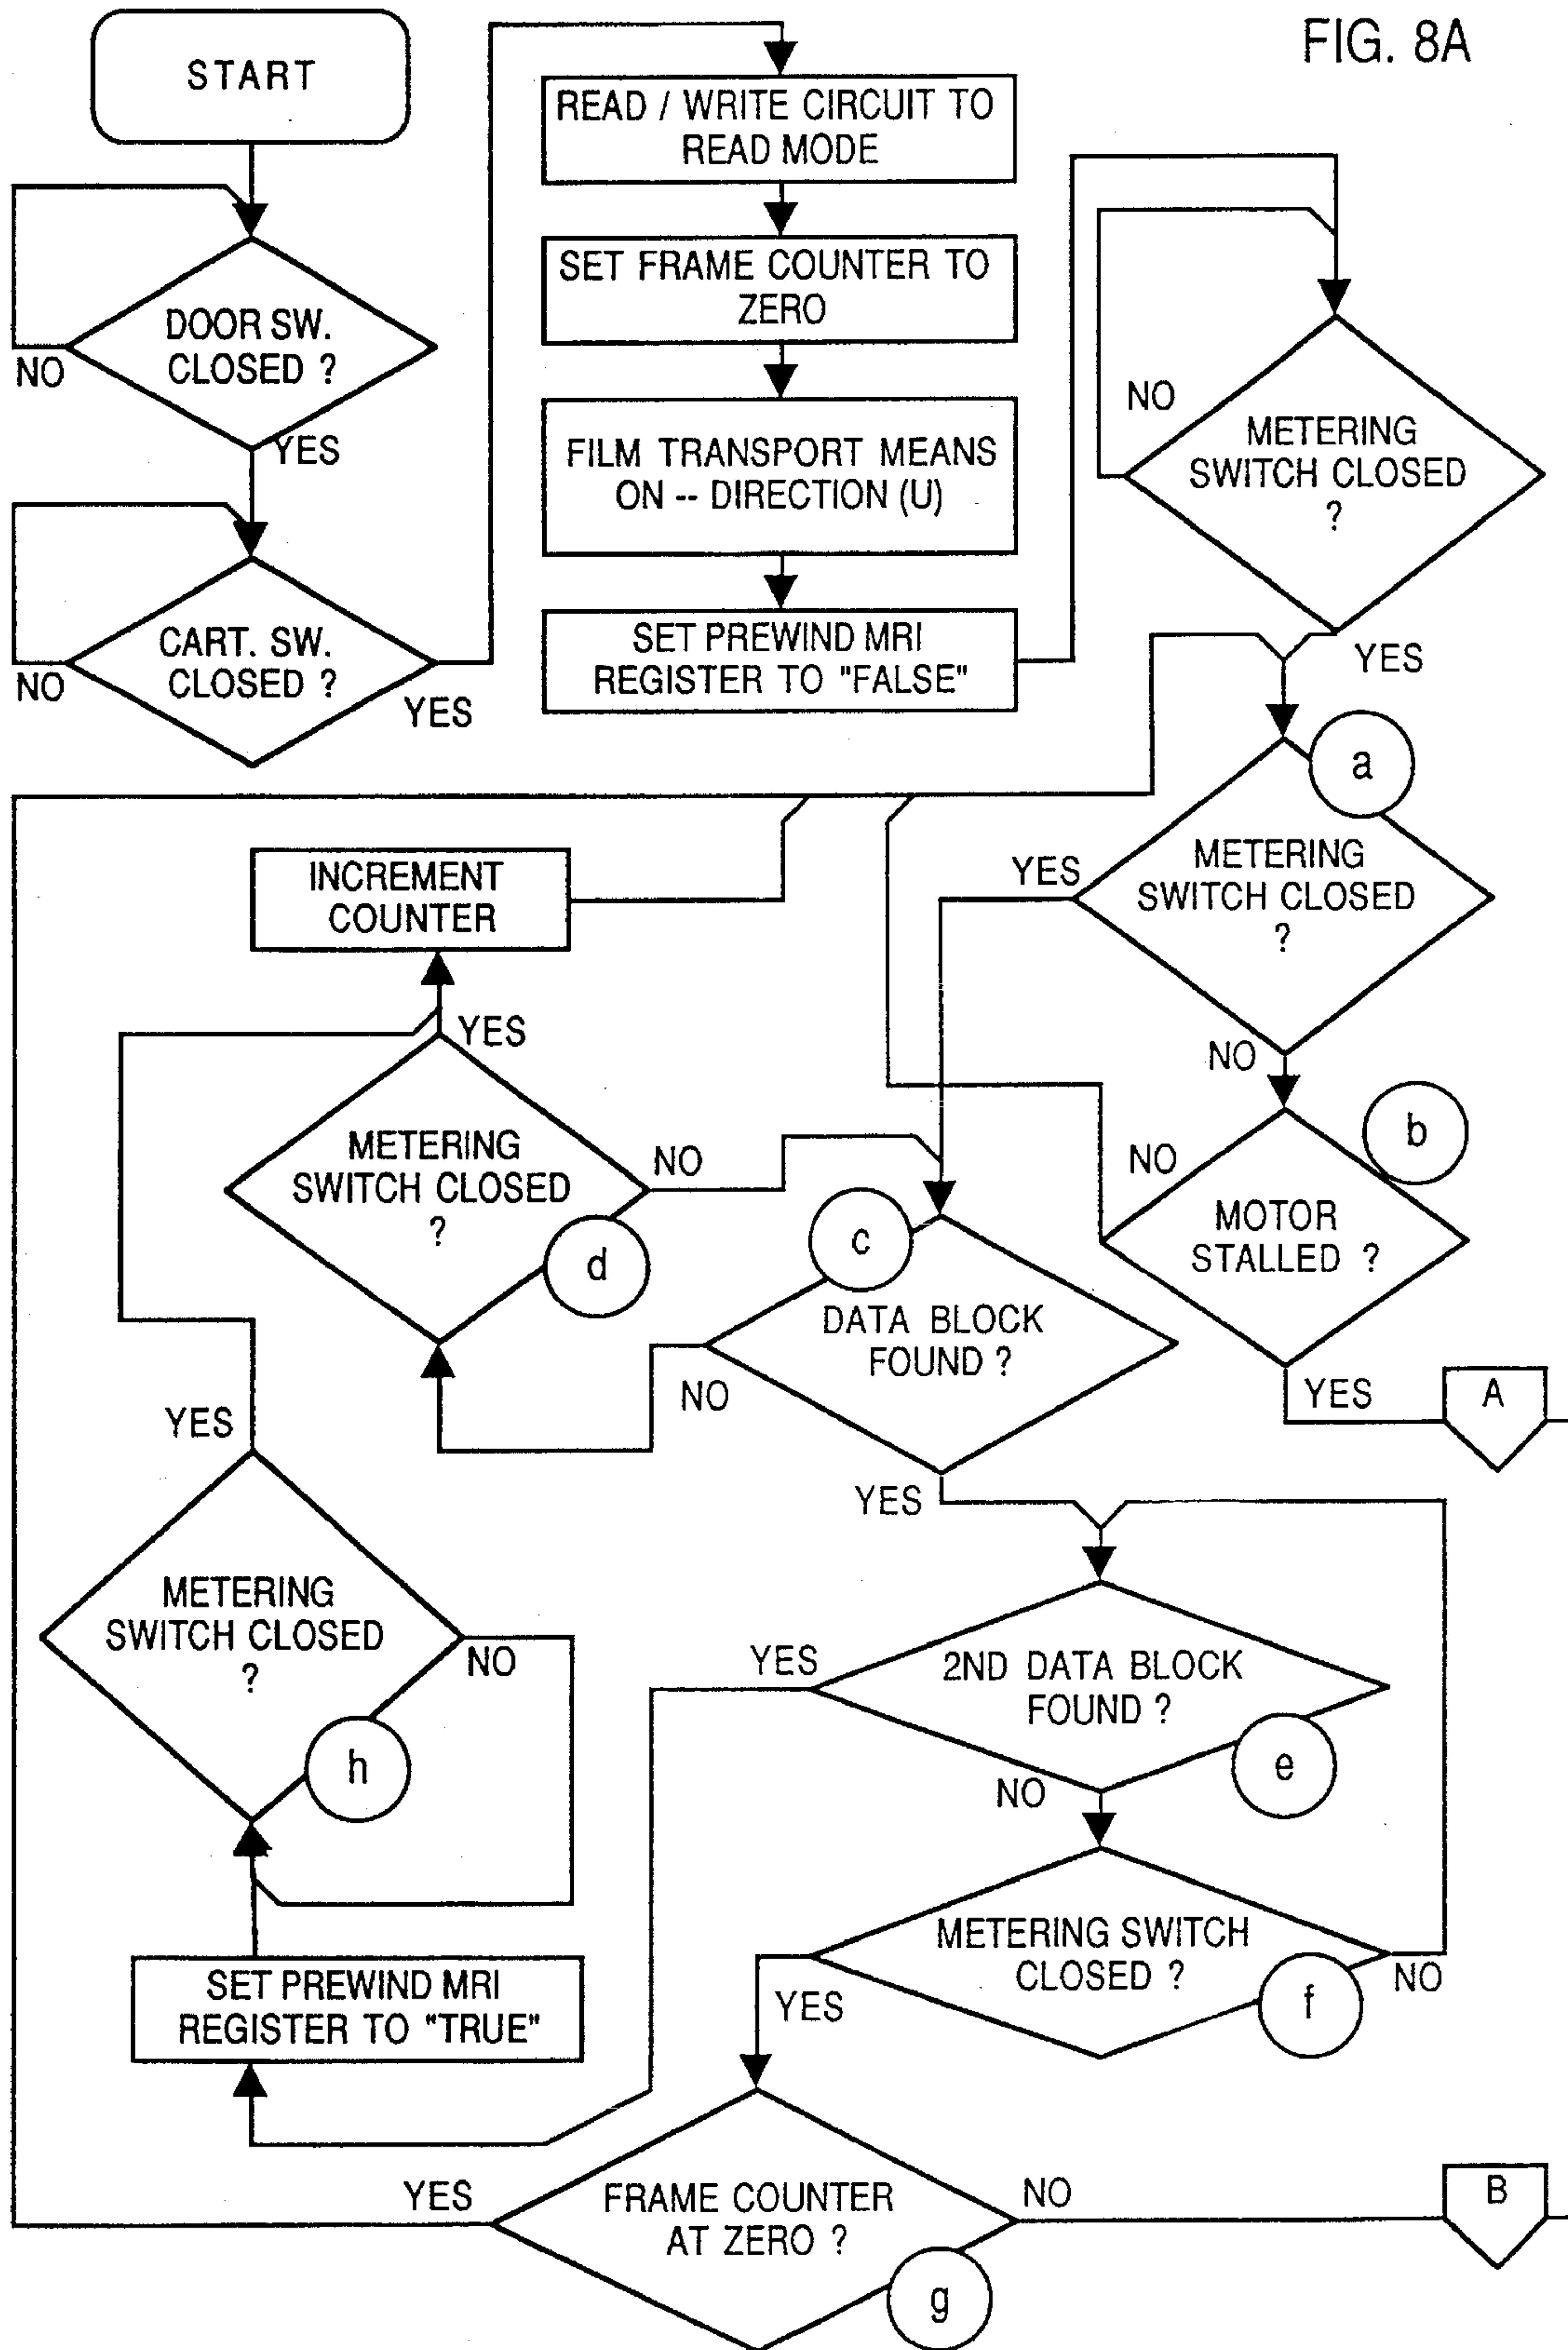 FIG. 8A
START
DOOR SW.
CLOSED ?
NO
YES
CART. SW.
CLOSED ?
NO
YES
READ / WRITE CIRCUIT TO
READ MODE
SET FRAME COUNTER TO
ZERO
FILM TRANSPORT MEANS
ON -- DIRECTION (U)
SET PREWIND MRI
REGISTER TO "FALSE"
NO
METERING
SWITCH CLOSED
?
YES
a
YES
METERING
SWITCH CLOSED
?
NO
b
NO
MOTOR
STALLED ?
YES
A
INCREMENT
COUNTER
YES
METERING
SWITCH CLOSED
?
NO
d
c
DATA BLOCK
FOUND ?
NO
YES
YES
METERING
SWITCH CLOSED
?
NO
h
YES
2ND DATA BLOCK
FOUND ?
e
NO
METERING SWITCH
CLOSED ?
NO
f
YES
SET PREWIND MRI
REGISTER TO "TRUE"
YES
FRAME COUNTER
AT ZERO ?
NO
g
B